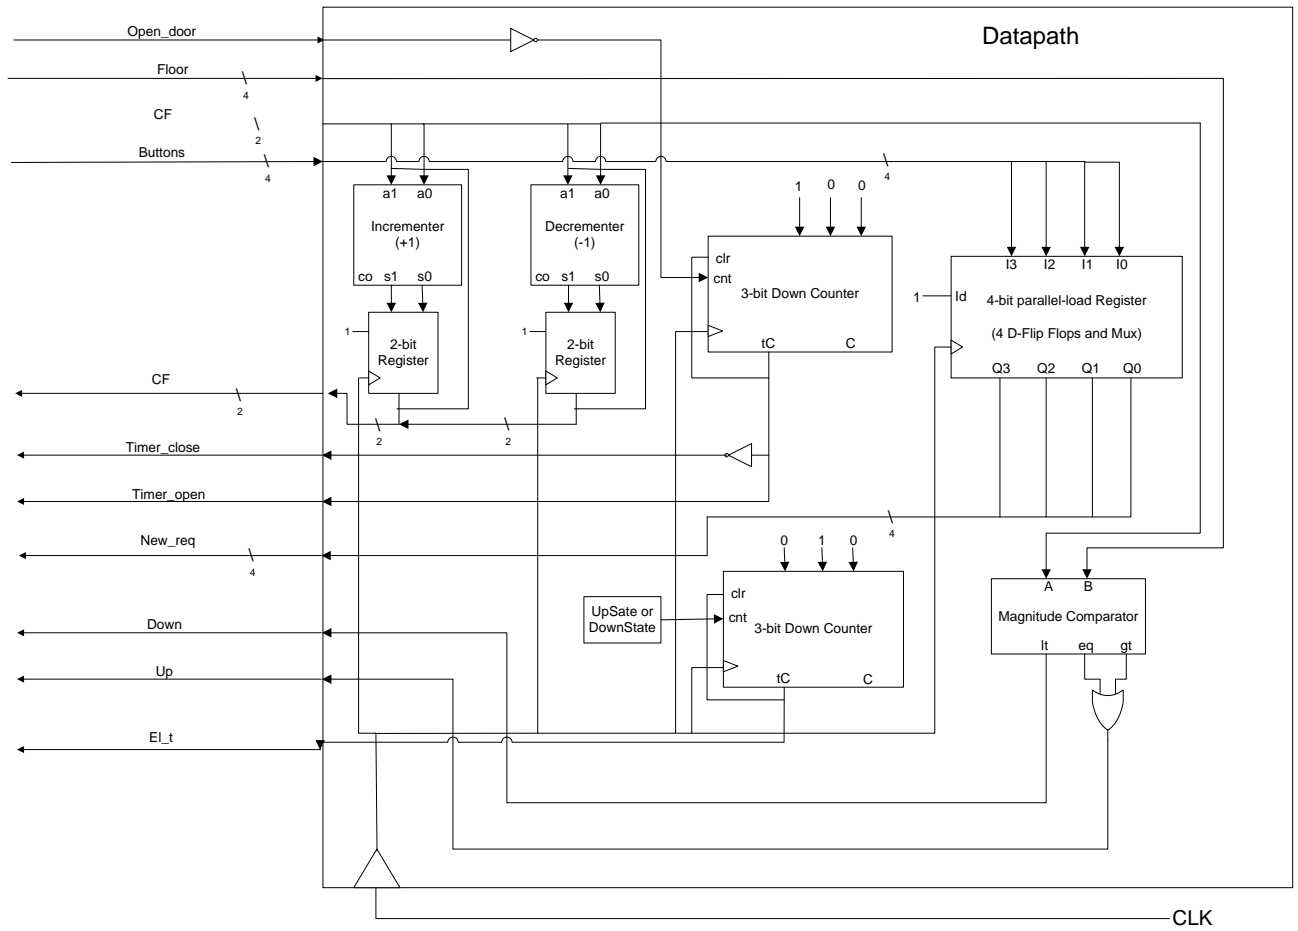 Open_door
Datapath
Floor
4
CF
2
Buttons
4
4
a1 a0
Incrementer
(+1)
co s1 s0
a1 a0
Decrementer
(-1)
co s1 s0
1 0 0
clr
cnt
3-bit Down Counter
tC C
I3 I2 I1 I0
1
ld
4-bit parallel-load Register
(4 D-Flip Flops and Mux)
Q3 Q2 Q1 Q0
1
2-bit
Register
1
2-bit
Register
CF
2
2
2
Timer_close
Timer_open
4
New_req
4
0 1 0
UpSate or
DownState
clr
cnt
3-bit Down Counter
tC C
A B
Magnitude Comparator
lt eq gt
Down
Up
El_t
CLK